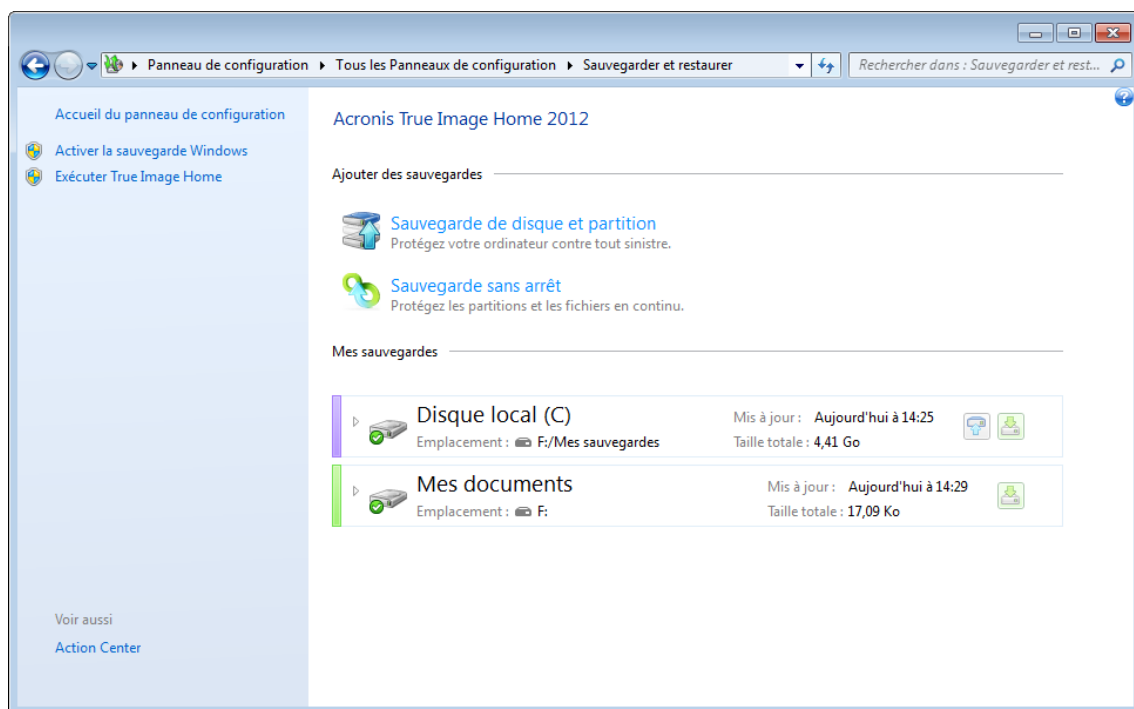 Panneau de configuration Tous les Panneaux de configuration Sauvegarder et restaurer
Rechercher dans : Sauvegarder et rest...
Accueil du panneau de configuration
Activer la sauvegarde Windows
Exécuter True Image Home
Acronis True Image Home 2012
Ajouter des sauvegardes
Sauvegarde de disque et partition
Protégez votre ordinateur contre tout sinistre.
Sauvegarde sans arrêt
Protégez les partitions et les fichiers en continu.
Mes sauvegardes
Disque local (C)
Emplacement : F:/Mes sauvegardes
Mis à jour : Aujourd'hui à 14:25
Taille totale : 4,41 Go
Mes documents
Emplacement : F:
Mis à jour : Aujourd'hui à 14:29
Taille totale : 17,09 Ko
Voir aussi
Action Center